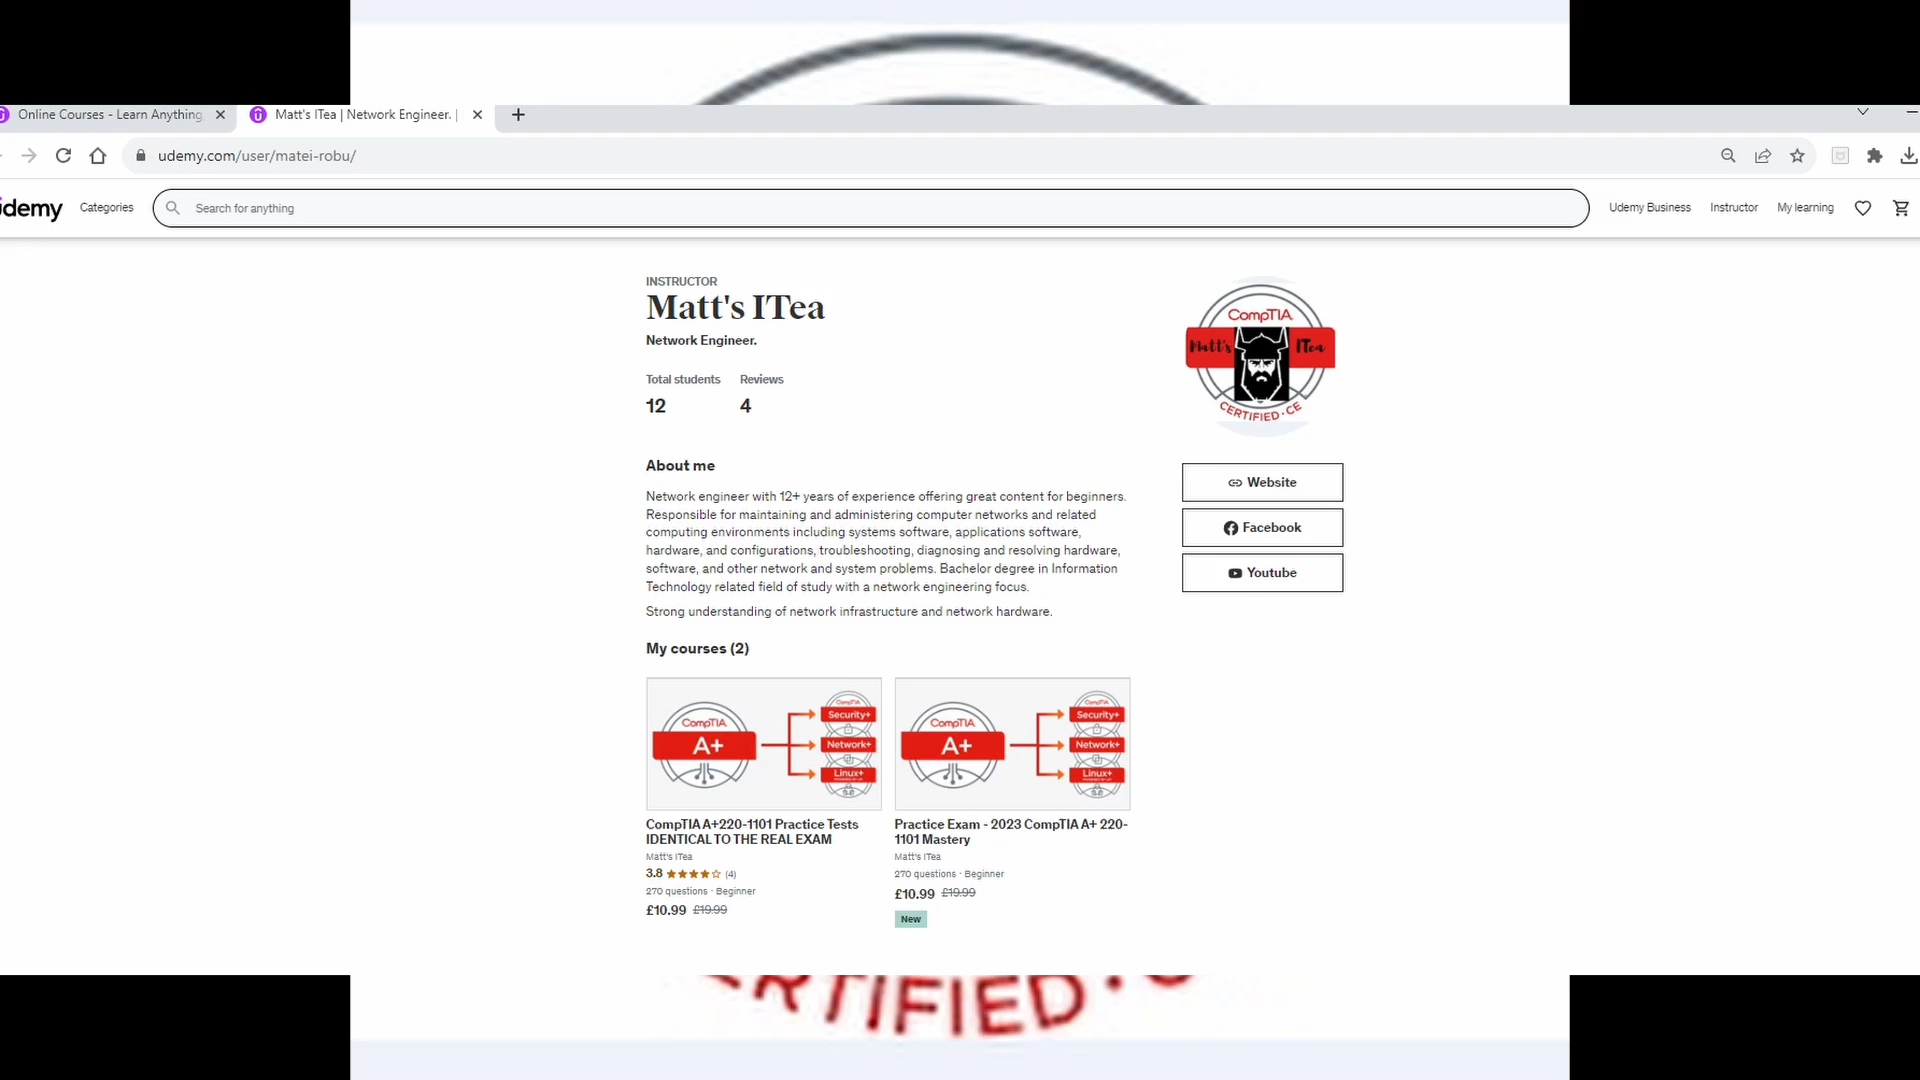 Online Courses - Learn Anything,
Matt's ITea | Network Engineer. |
udemy.com/user/matei-robu/
udemy
Categories
Search for anything
Udemy Business
Instructor
My learning
INSTRUCTOR
Matt's ITea
Network Engineer.
Total students
Reviews
12
4
CompTIA
Matt's ITea
CERTIFIED·CE
About me
Network engineer with 12+ years of experience offering great content for beginners.
Responsible for maintaining and administering computer networks and related
computing environments including systems software, applications software,
hardware, and configurations, troubleshooting, diagnosing and resolving hardware,
software, and other network and system problems. Bachelor degree in Information
Technology related field of study with a network engineering focus.
Strong understanding of network infrastructure and network hardware.
Website
Facebook
Youtube
My courses (2)
CompTIA
A+
CompTIA
Security+
Network+
Linux+
CompTIA
A+
CompTIA
Security+
Network+
Linux+
CompTIA A+220-1101 Practice Tests
IDENTICAL TO THE REAL EXAM
Matt's ITea
3.8 (4)
270 questions · Beginner
£10.99 £19.99
Practice Exam - 2023 CompTIA A+ 220-
1101 Mastery
Matt's ITea
270 questions · Beginner
£10.99 £19.99
New
CERTIFIED ·